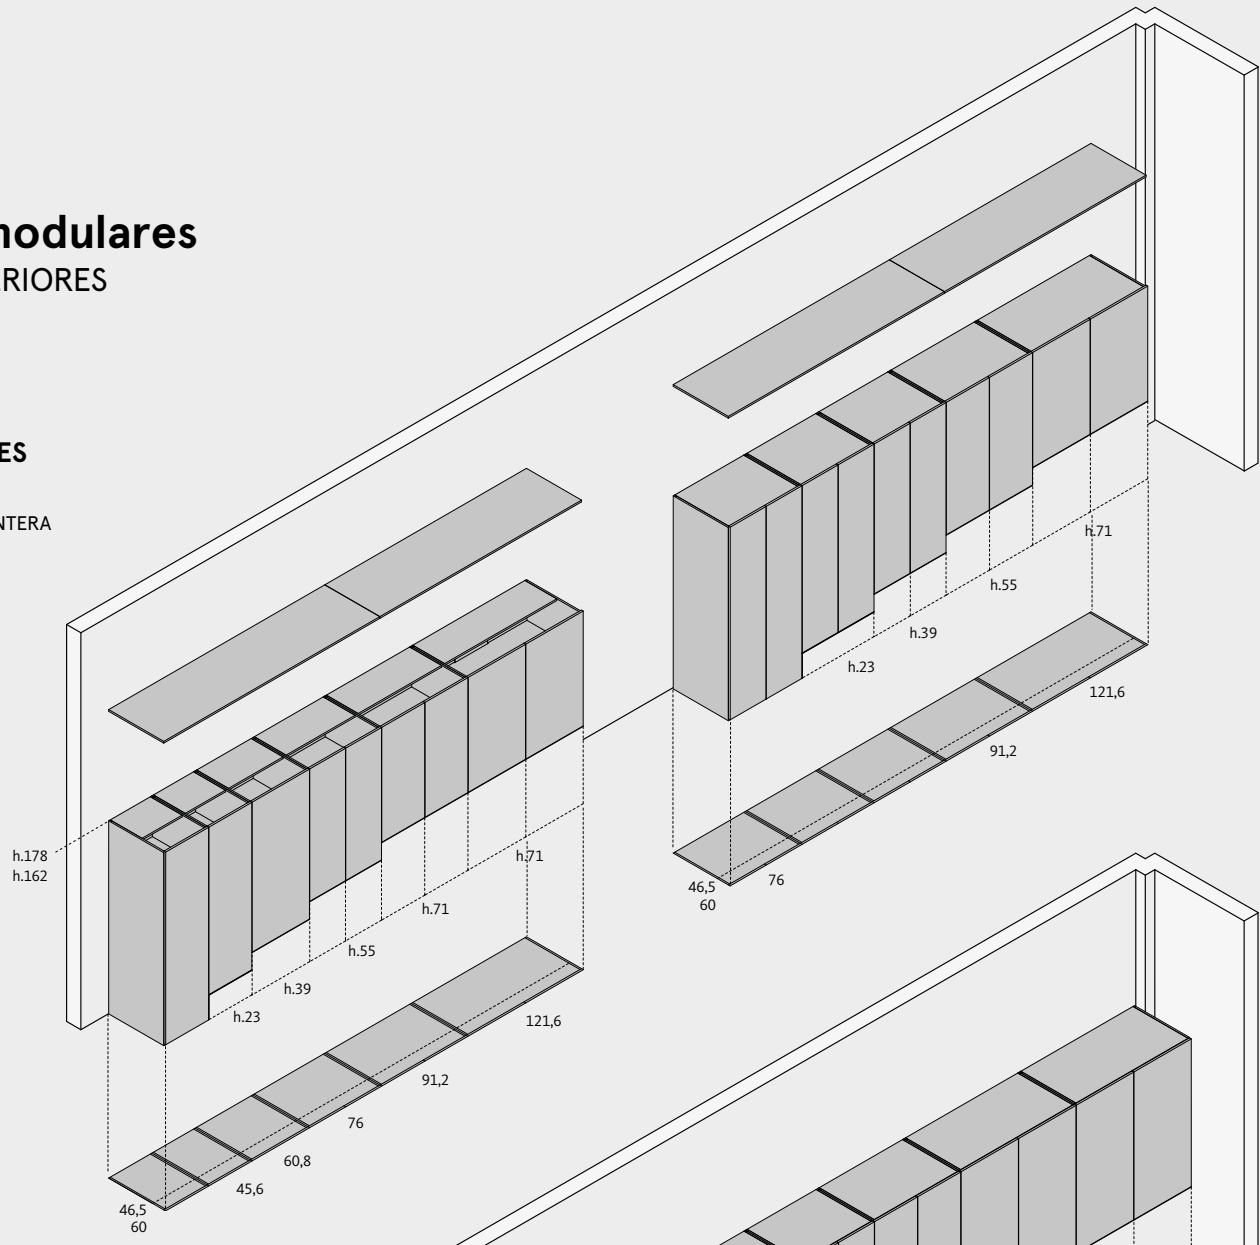 nodulares
RIORES
ES
NTERA
h.71
h.55
h.39
h.23
121,6
91,2
76
46,5
60
h.178
h.162
h.71
h.71
h.55
h.39
h.23
121,6
91,2
76
60,8
45,6
46,5
60